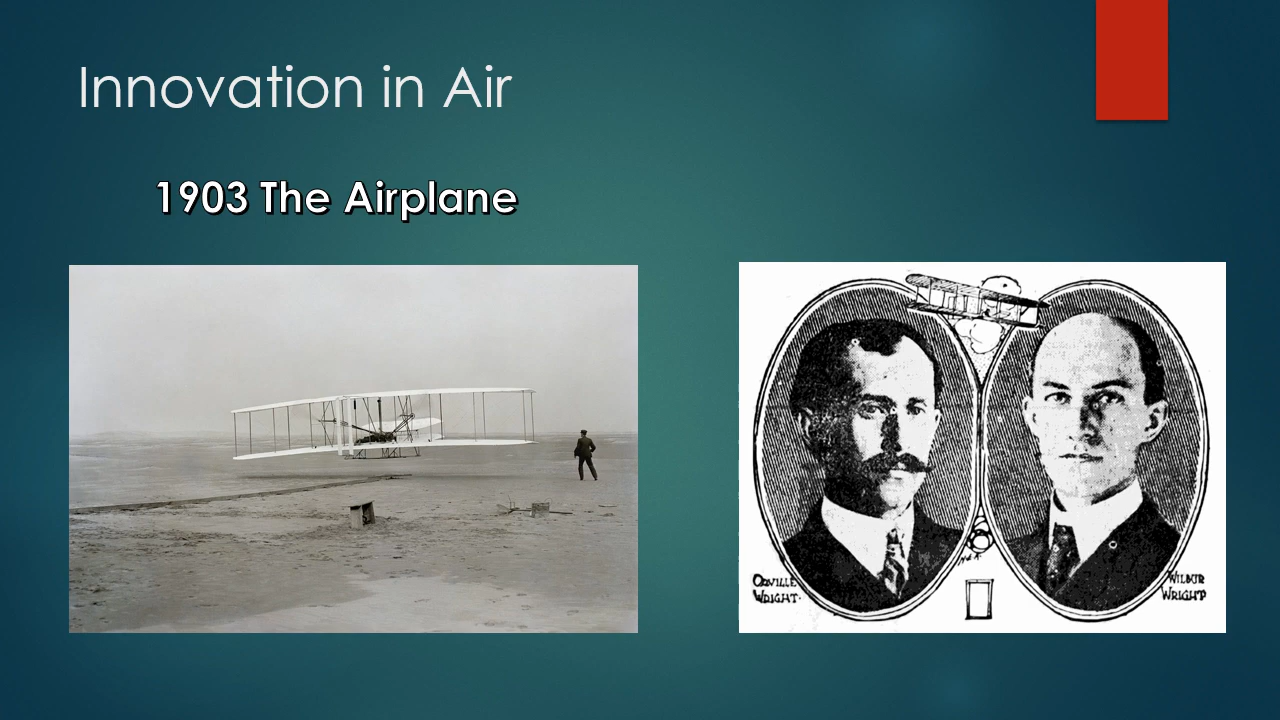 Innovation in Air
1903 The Airplane
ORVILLE
WRIGHT.
WILBUR
WRIGHT